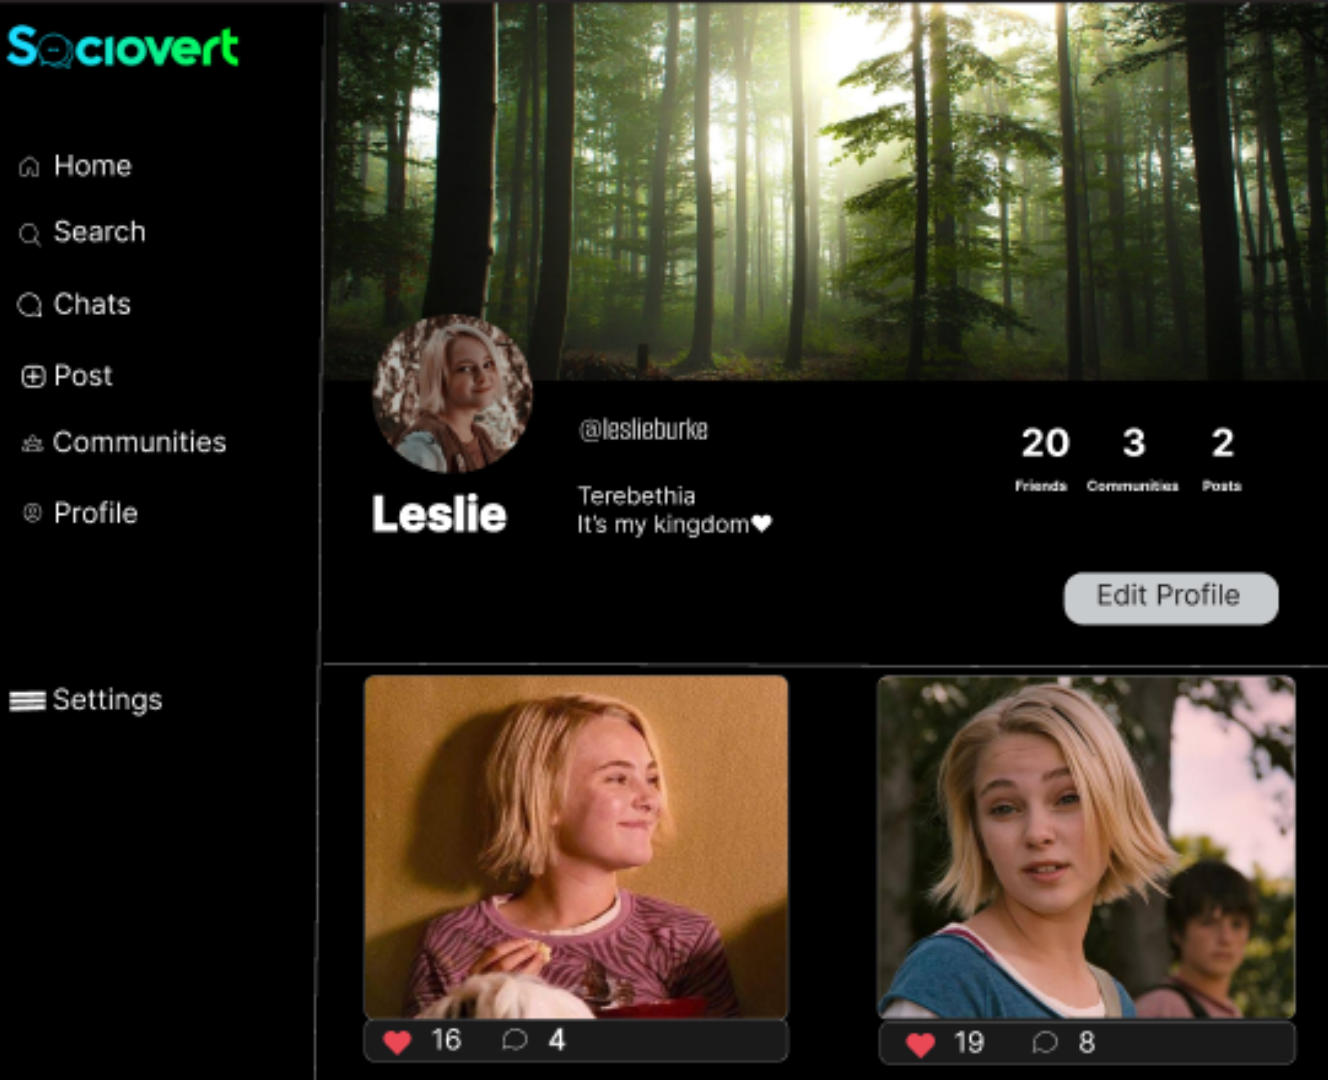 Sociovert
Home
Search
Chats
Post
Communities
Profile
Settings
@leslieburke
Leslie
Terebethia
It's my kingdom♥
20 3 2
Friends Communities Posts
Edit Profile
16 4
19 8